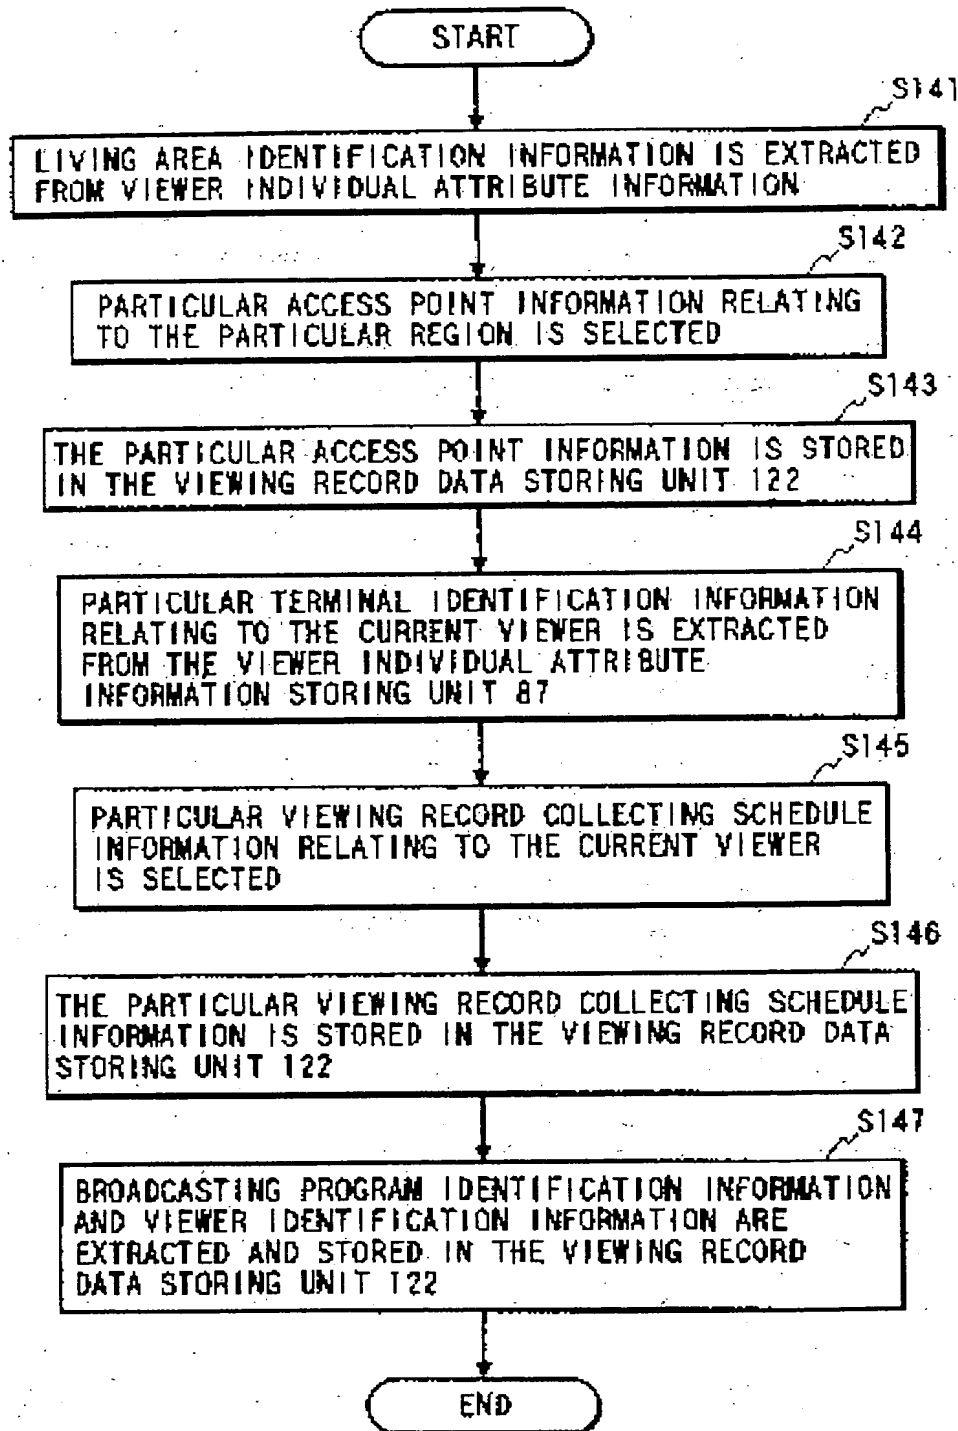 START
S141
LIVING AREA IDENTIFICATION INFORMATION IS EXTRACTED
FROM VIEWER INDIVIDUAL ATTRIBUTE INFORMATION
S142
PARTICULAR ACCESS POINT INFORMATION RELATING
TO THE PARTICULAR REGION IS SELECTED
S143
THE PARTICULAR ACCESS POINT INFORMATION IS STORED
IN THE VIEWING RECORD DATA STORING UNIT 122
S144
PARTICULAR TERMINAL IDENTIFICATION INFORMATION
RELATING TO THE CURRENT VIEWER IS EXTRACTED
FROM THE VIEWER INDIVIDUAL ATTRIBUTE
INFORMATION STORING UNIT 87
S145
PARTICULAR VIEWING RECORD COLLECTING SCHEDULE
INFORMATION RELATING TO THE CURRENT VIEWER
IS SELECTED
S146
THE PARTICULAR VIEWING RECORD COLLECTING SCHEDULE
INFORMATION IS STORED IN THE VIEWING RECORD DATA
STORING UNIT 122
S147
BROADCASTING PROGRAM IDENTIFICATION INFORMATION
AND VIEWER IDENTIFICATION INFORMATION ARE
EXTRACTED AND STORED IN THE VIEWING RECORD
DATA STORING UNIT 122
END